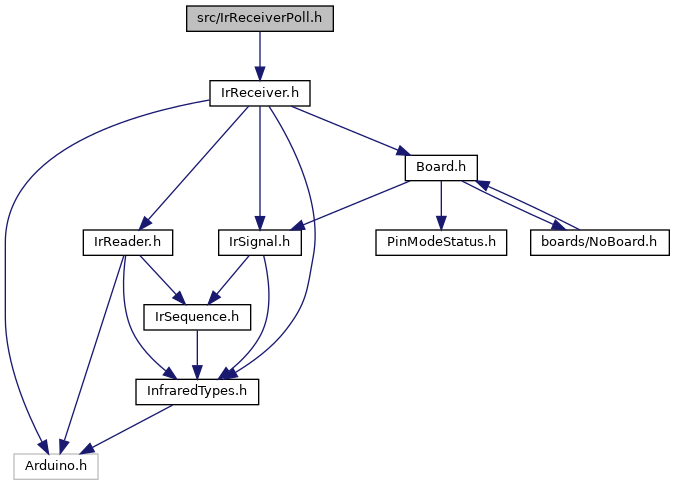 src/IrReceiverPoll.h
IrReceiver.h
Board.h
IrReader.h
IrSignal.h
PinModeStatus.h
boards/NoBoard.h
IrSequence.h
InfraredTypes.h
Arduino.h